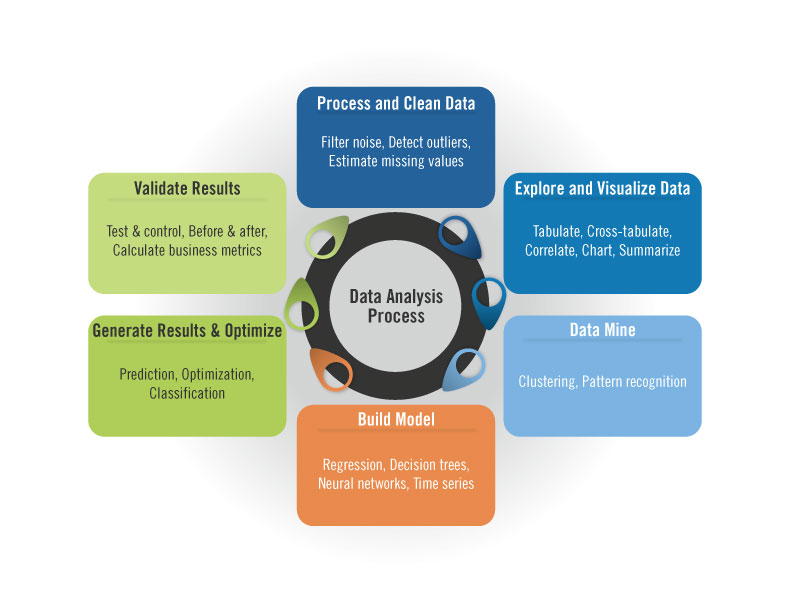 Process and Clean Data
Filter noise, Detect outliers,
Estimate missing values
Explore and Visualize Data
Tabulate, Cross-tabulate,
Correlate, Chart, Summarize
Data Mine
Clustering, Pattern recognition
Build Model
Regression, Decision trees,
Neural networks, Time series
Generate Results & Optimize
Prediction, Optimization,
Classification
Validate Results
Test & control, Before & after,
Calculate business metrics
Data Analysis
Process